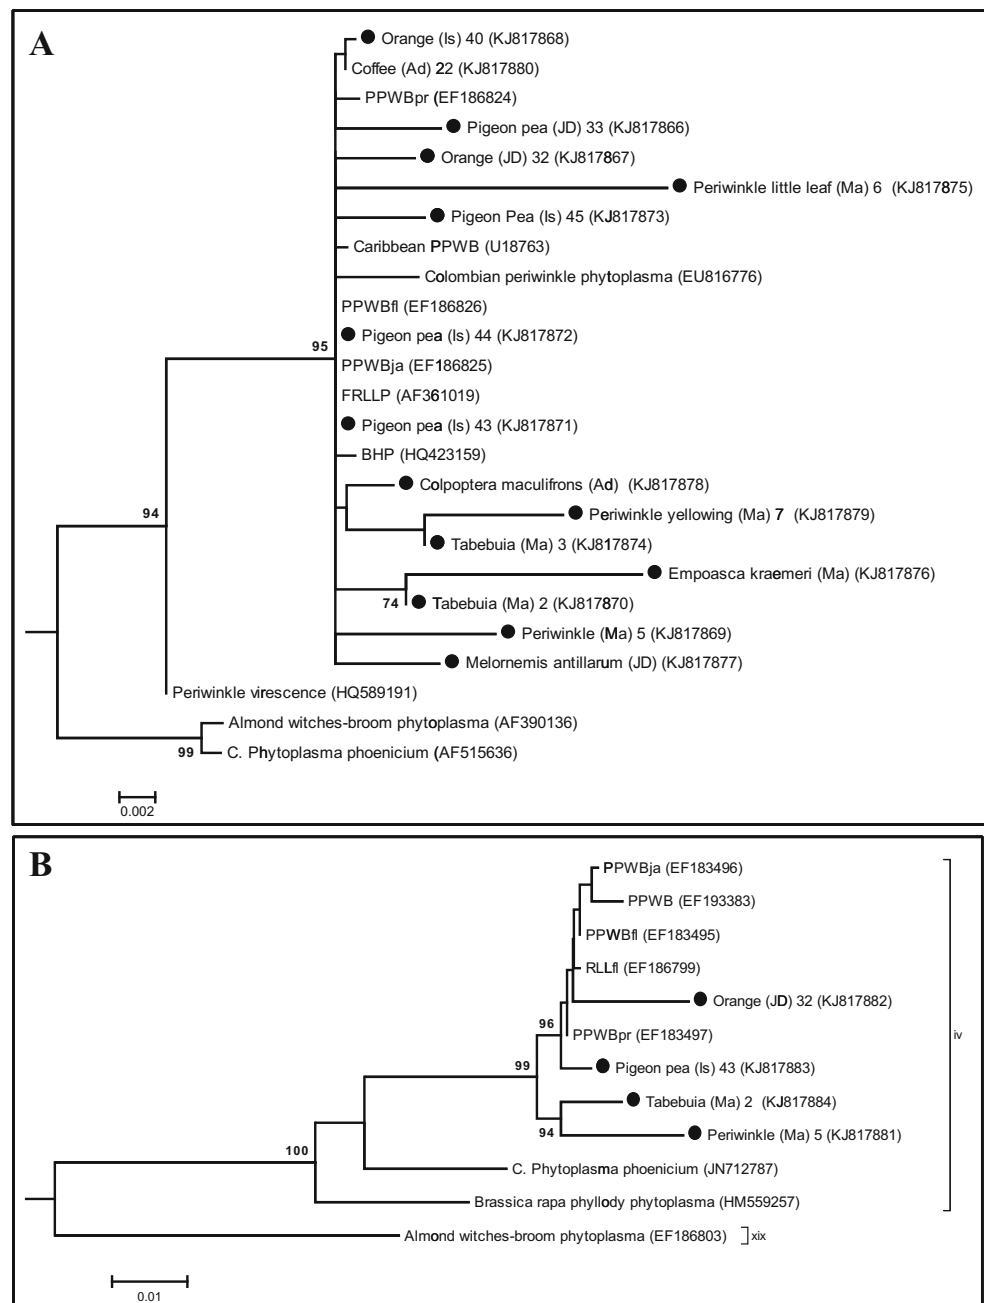 A
Orange (Is) 40 (KJ817868)
Coffee (Ad) 22 (KJ817880)
PPWBpr (EF186824)
Pigeon pea (JD) 33 (KJ817866)
Orange (JD) 32 (KJ817867)
Periwinkle little leaf (Ma) 6 (KJ817875)
Pigeon Pea (Is) 45 (KJ817873)
Caribbean PPWB (U18763)
Colombian periwinkle phytoplasma (EU816776)
PPWBfl (EF186826)
Pigeon pea (Is) 44 (KJ817872)
95
PPWBja (EF186825)
FRLLP (AF361019)
Pigeon pea (Is) 43 (KJ817871)
BHP (HQ423159)
Colpoptera maculifrons (Ad) (KJ817878)
94
Periwinkle yellowing (Ma) 7 (KJ817879)
Tabebuia (Ma) 3 (KJ817874)
Empoasca kraemeri (Ma) (KJ817876)
74
Tabebuia (Ma) 2 (KJ817870)
Periwinkle (Ma) 5 (KJ817869)
Melornemis antillarum (JD) (KJ817877)
Periwinkle virescence (HQ589191)
Almond witches-broom phytoplasma (AF390136)
99
C. Phytoplasma phoenicium (AF515636)
0.002
B
PPWBja (EF183496)
PPWB (EF193383)
PPWBfl (EF183495)
RLLfl (EF186799)
Orange (JD) 32 (KJ817882)
96
PPWBpr (EF183497)
iv
99
Pigeon pea (Is) 43 (KJ817883)
Tabebuia (Ma) 2 (KJ817884)
94
Periwinkle (Ma) 5 (KJ817881)
100
C. Phytoplasma phoenicium (JN712787)
Brassica rapa phyllody phytoplasma (HM559257)
Almond witches-broom phytoplasma (EF186803)
xix
0.01